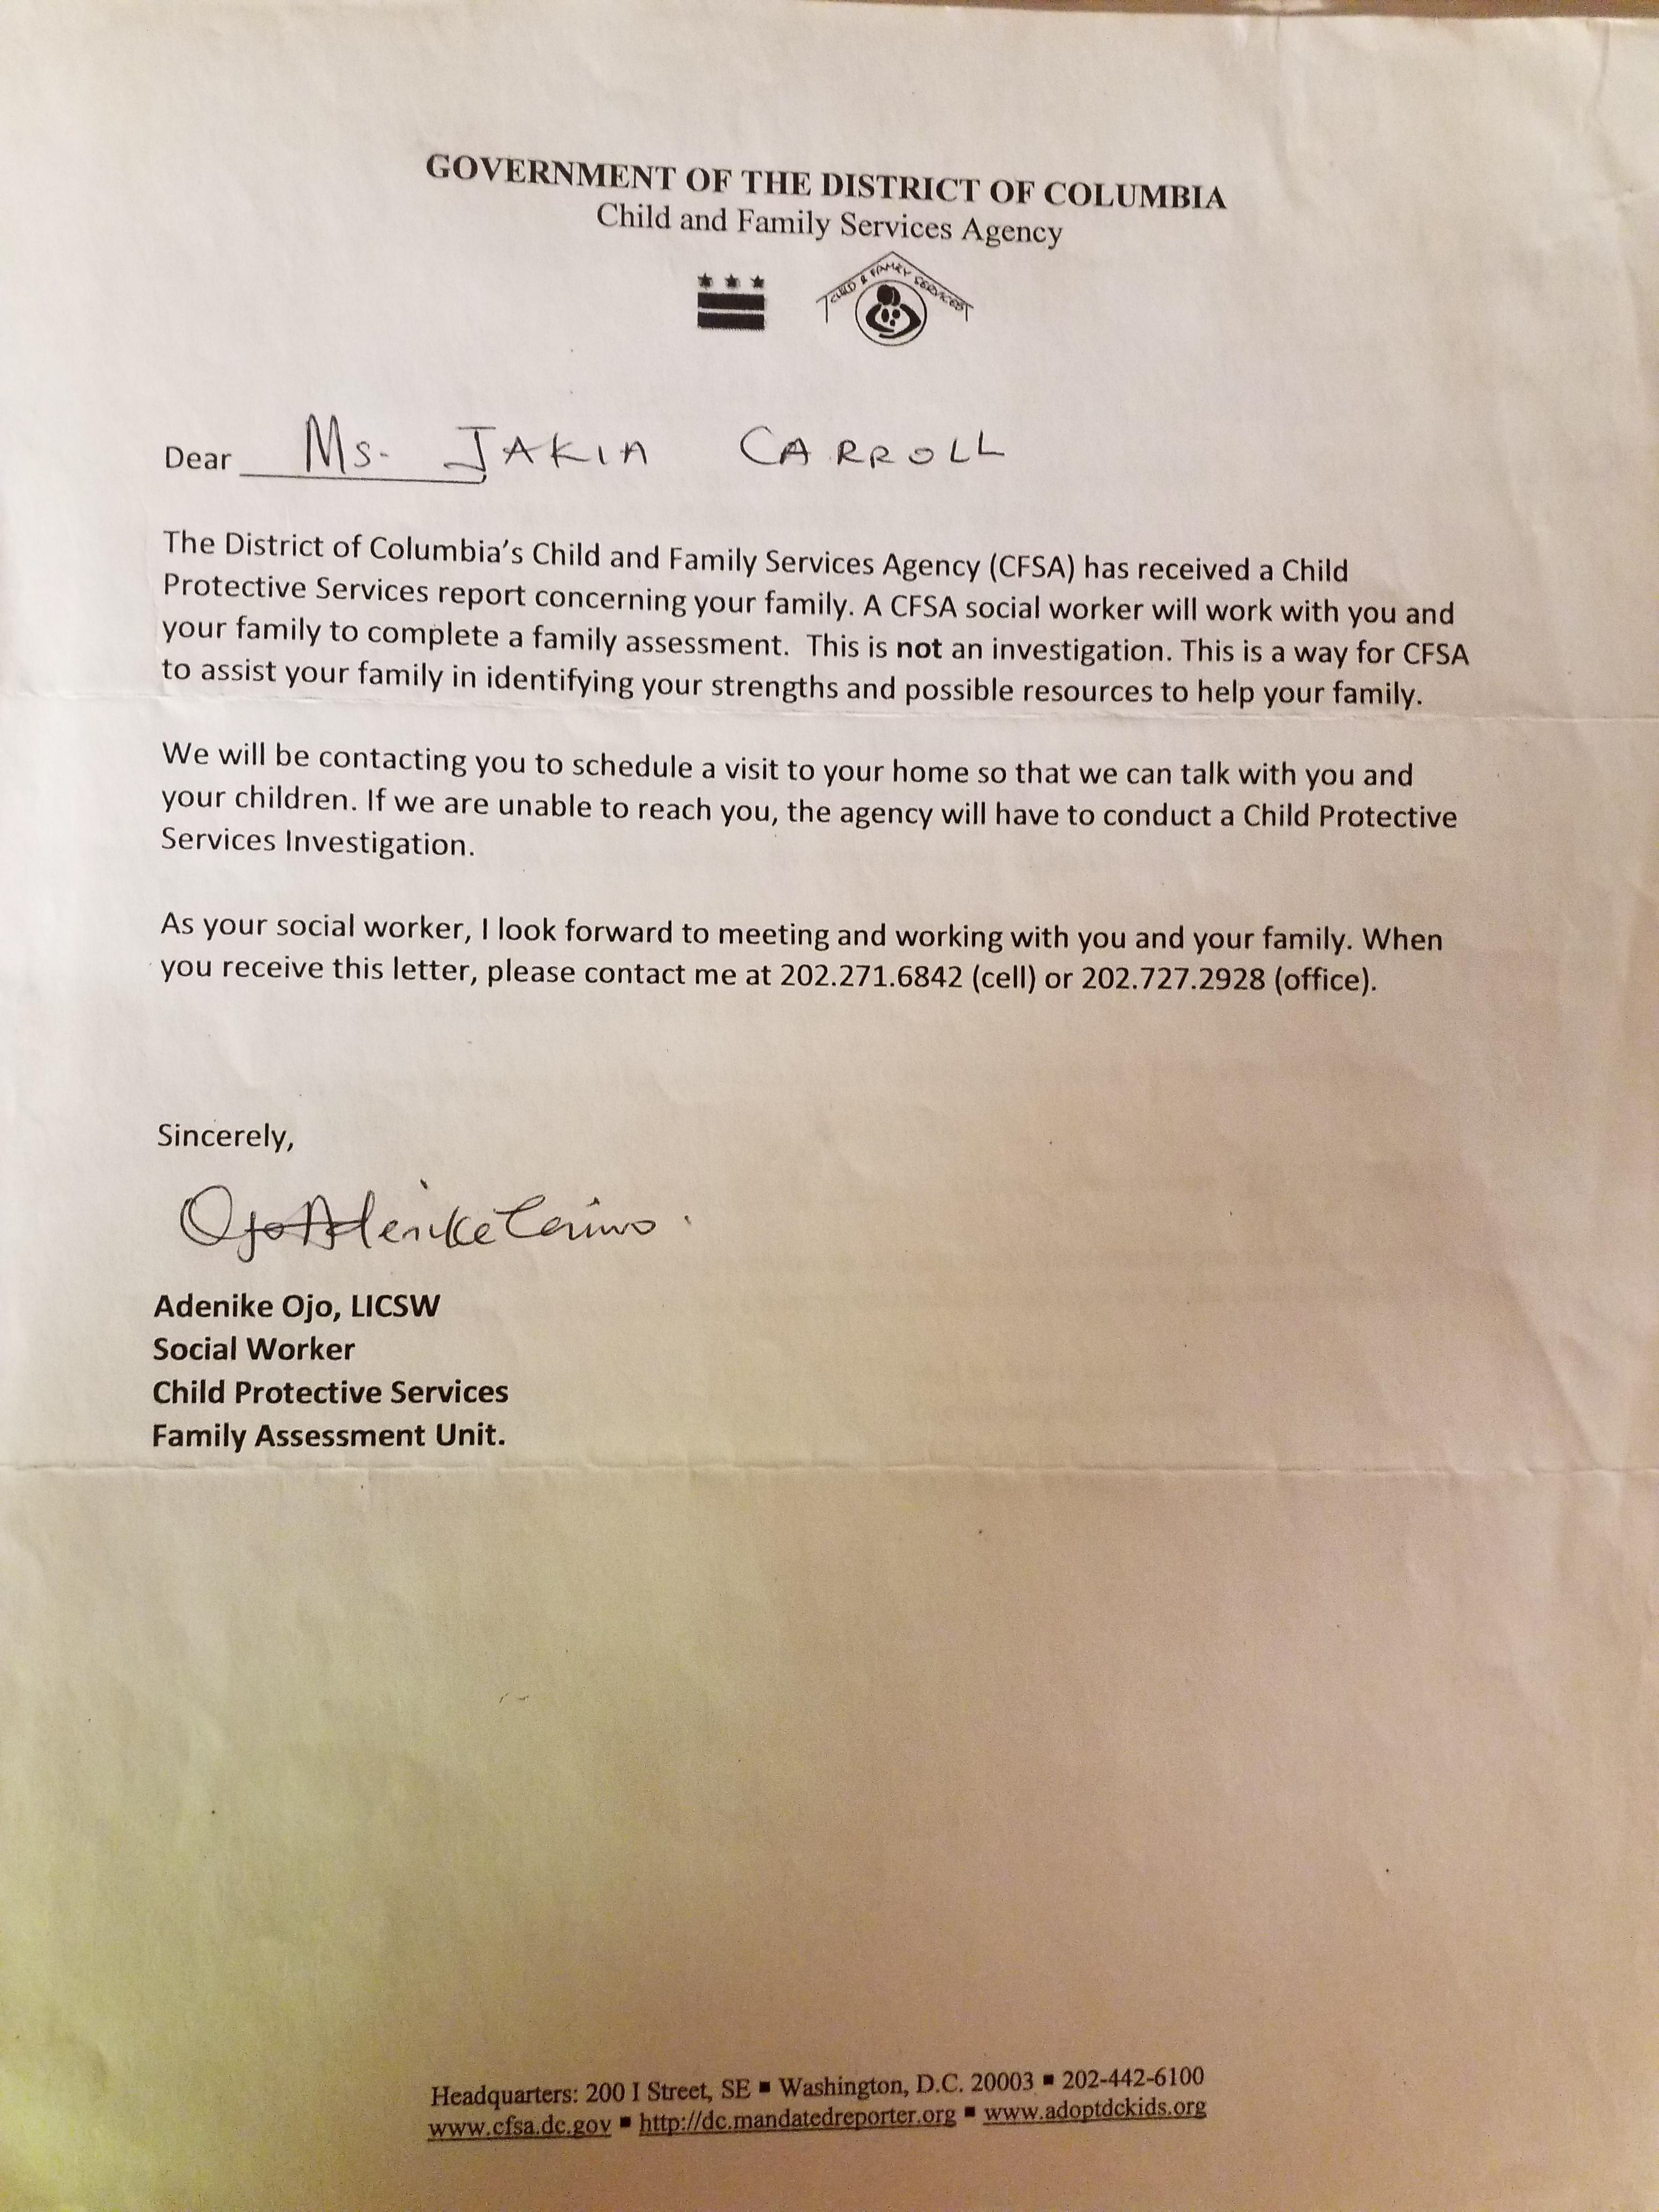 GOVERNMENT OF THE DISTRICT OF COLUMBIA
Child and Family Services Agency
CHILD & FAMILY SERVICES
Dear Ms. JAKIA CARROLL
The District of Columbia's Child and Family Services Agency (CFSA) has received a Child
Protective Services report concerning your family. A CFSA social worker will work with you and
your family to complete a family assessment. This is not an investigation. This is a way for CFSA
to assist your family in identifying your strengths and possible resources to help your family.
We will be contacting you to schedule a visit to your home so that we can talk with you and
your children. If we are unable to reach you, the agency will have to conduct a Child Protective
Services Investigation.
As your social worker, I look forward to meeting and working with you and your family. When
you receive this letter, please contact me at 202.271.6842 (cell) or 202.727.2928 (office).
Sincerely,
Ojo Adenike
Adenike Ojo, LICSW
Social Worker
Child Protective Services
Family Assessment Unit.
Headquarters: 200 I Street, SE ▪ Washington, D.C. 20003 ▪ 202-442-6100
www.cfsa.dc.gov ▪ http://dc.mandatedreporter.org ▪ www.adoptdckids.org